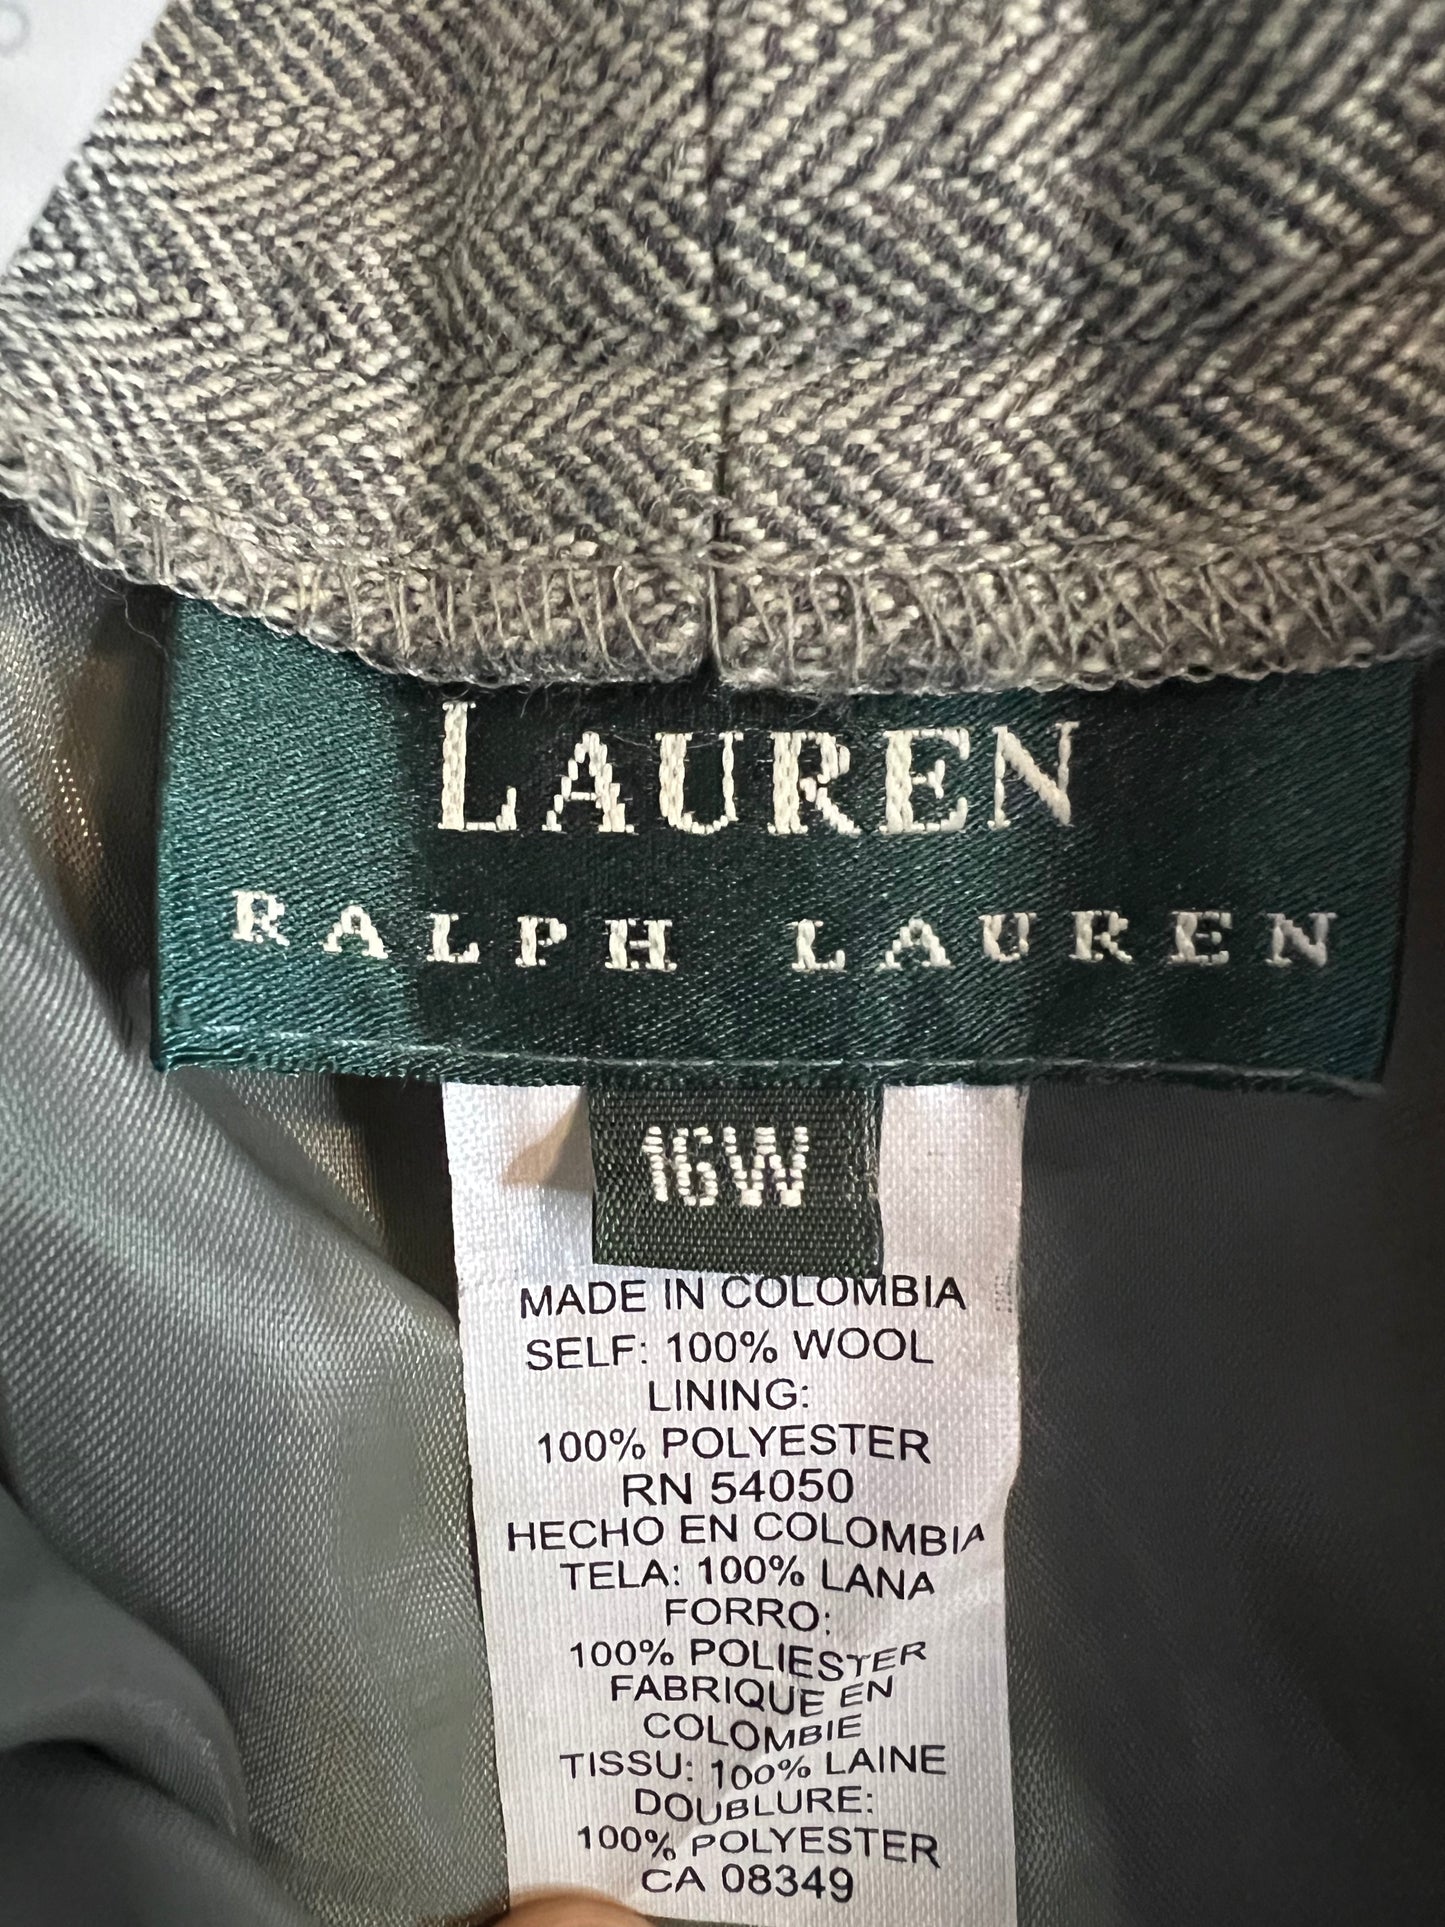 LAUREN
RALPH LAUREN
16W
MADE IN COLOMBIA
SELF: 100% WOOL
LINING:
100% POLYESTER
RN 54050
HECHO EN COLOMBIA
TELA: 100% LANA
FORRO:
100% POLIESTER
FABRIQUE EN
COLOMBIE
TISSU: 100% LAINE
DOUBLURE:
100% POLYESTER
CA 08349